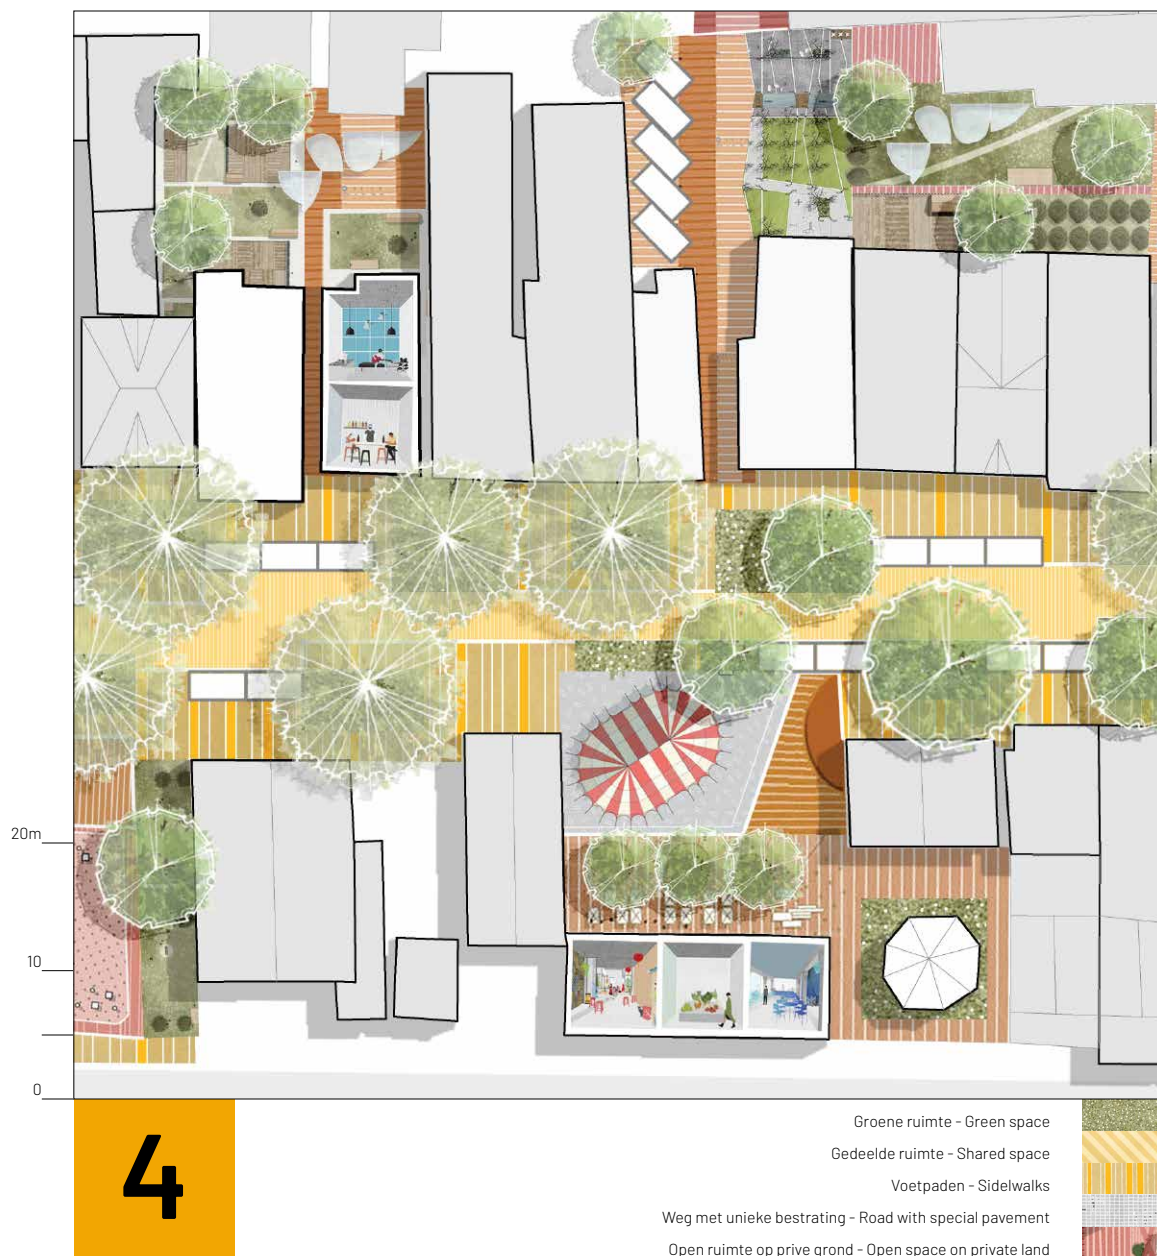 20m
10
0
4
Groene ruimte - Green space
Gedeelde ruimte - Shared space
Voetpaden - Sidelwalks
Weg met unieke bestrating - Road with special pavement
Open ruimte op prive grond - Open space on private land